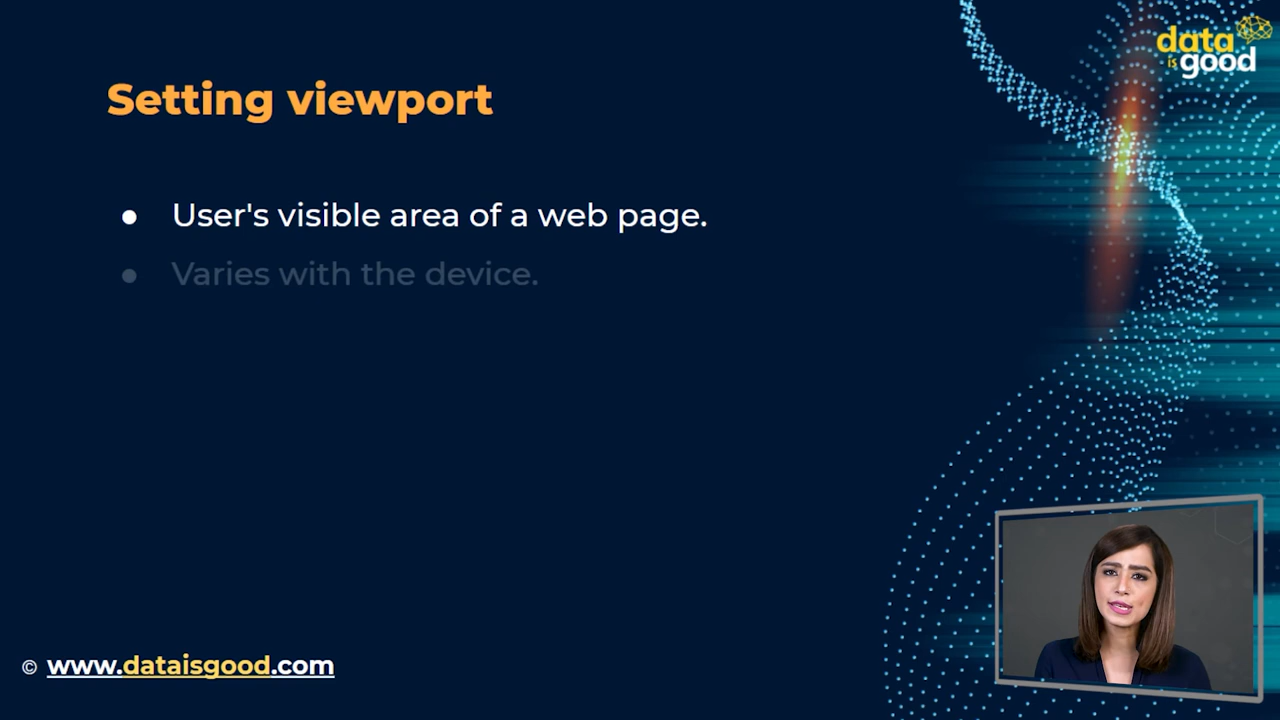 data
is good
Setting viewport
● User's visible area of a web page.
● Varies with the device.
© www.dataisgood.com